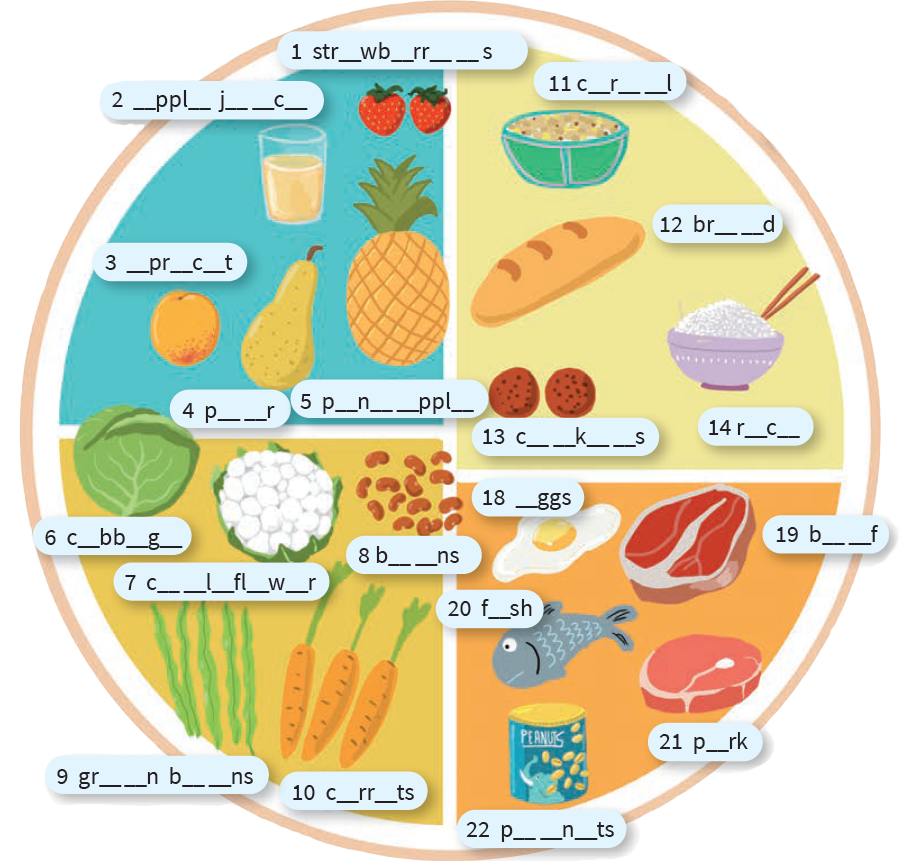 1 str__wb__rr__ __s
2 __ppl__ j__ __c__
3 __pr__c__t
4 p__ __r
5 p__n__ __ppl__
6 c__bb__g__
7 c__ __l__fl__w__r
8 b__ __ns
9 gr__ __n b__ __ns
10 c__rr__ts
11 c__r__ __l
12 br__ __d
13 c__ __k__ __s
14 r__c__
18 __ggs
19 b__ __f
20 f__sh
PEANUTS
21 p__rk
22 p__ __n__ts